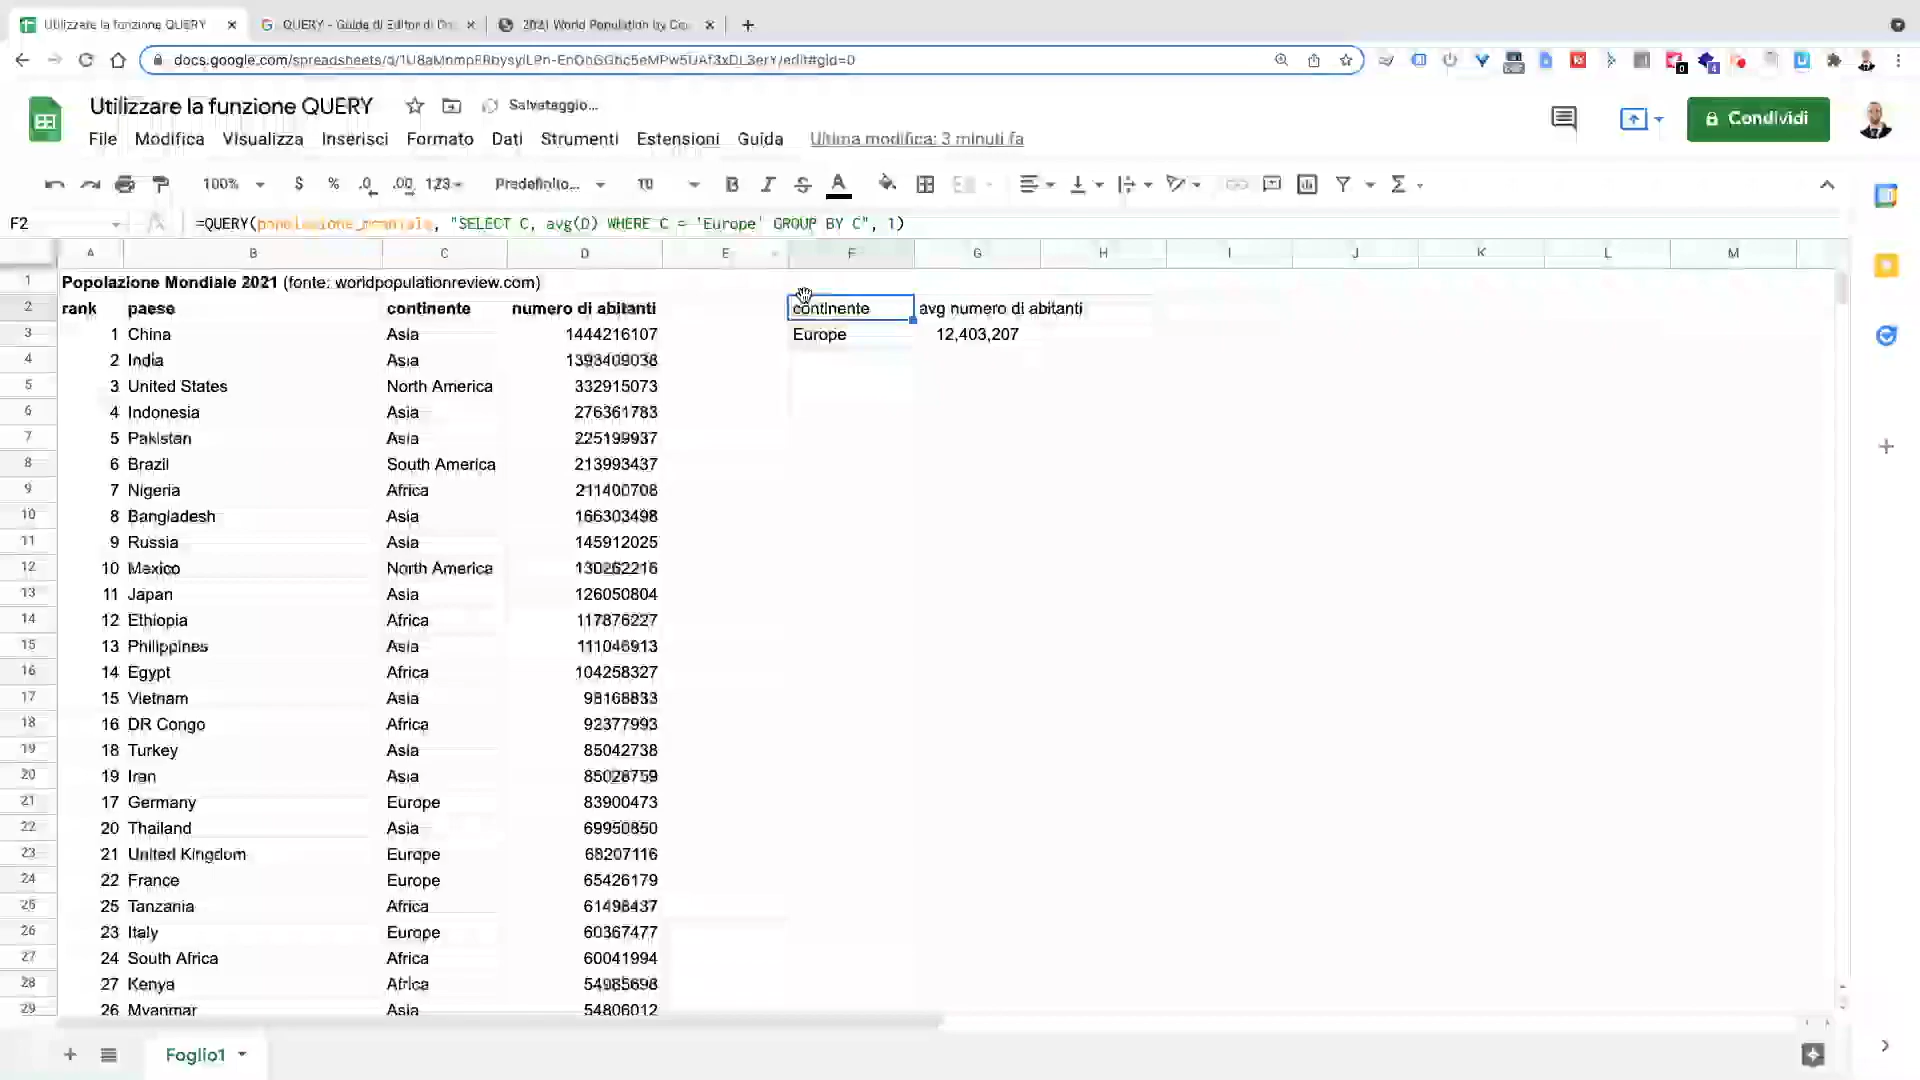 Utilizzare la funzione QUERY
QUERY - Guide di Editor di Do
2021 World Population by Co
docs.google.com/spreadsheets/d/
/edit#gid=0
Utilizzare la funzione QUERY
Salvataggio...
File Modifica Visualizza Inserisci Formato Dati Strumenti Estensioni Guida Ultima modifica: 3 minuti fa
Condividi
100% $ % .0 .00 123 Predefinito... 10
F2 =QUERY(popolazione_mondiale, "SELECT C, avg(D) WHERE C = 'Europe' GROUP BY C", 1)
A B C D E F G H I J K L M
1 Popolazione Mondiale 2021 (fonte: worldpopulationreview.com)
2 rank paese continente numero di abitanti continente avg numero di abitanti
3 1 China Asia 1444216107 Europe 12,403,207
4 2 India Asia 1393409038
5 3 United States North America 332915073
6 4 Indonesia Asia 276361783
7 5 Pakistan Asia 225199937
8 6 Brazil South America 213993437
9 7 Nigeria Africa 211400708
10 8 Bangladesh Asia 166303498
11 9 Russia Asia 145912025
12 10 Mexico North America 130262216
13 11 Japan Asia 126050804
14 12 Ethiopia Africa 117876227
15 13 Philippines Asia 111046913
16 14 Egypt Africa 104258327
17 15 Vietnam Asia 98168833
18 16 DR Congo Africa 92377993
19 18 Turkey Asia 85042738
20 19 Iran Asia 85028759
21 17 Germany Europe 83900473
22 20 Thailand Asia 69950850
23 21 United Kingdom Europe 68207116
24 22 France Europe 65426179
25 25 Tanzania Africa 61498437
26 23 Italy Europe 60367477
27 24 South Africa Africa 60041994
28 27 Kenya Africa 54985698
29 26 Myanmar Asia 54806012
Foglio1